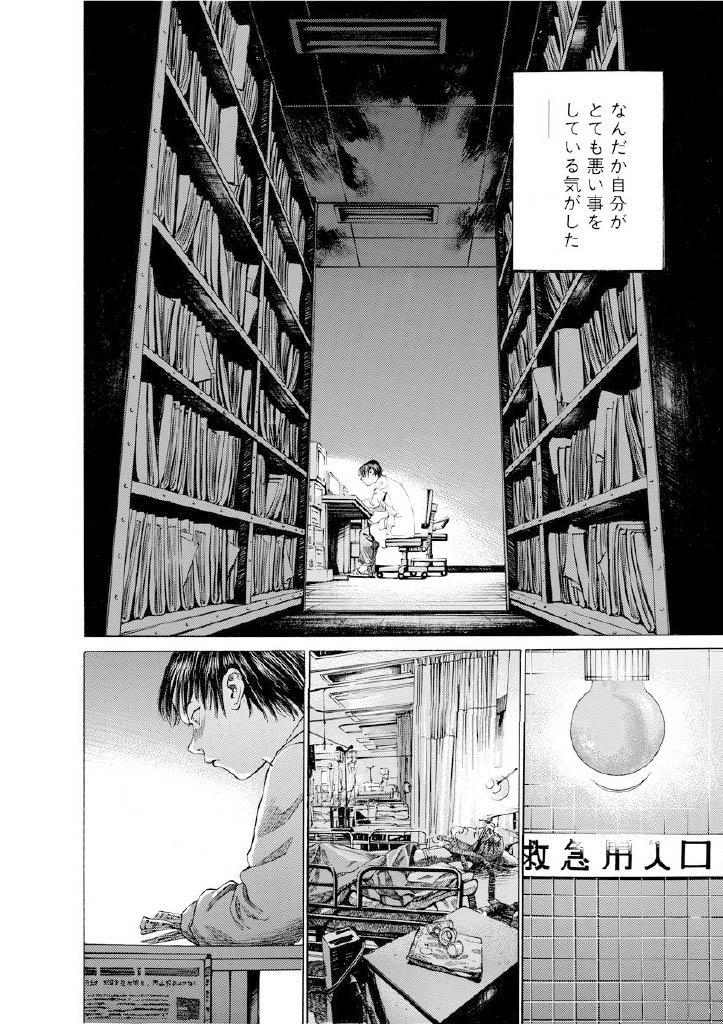 なんだか自分が
とても悪い事を
している気がした
――
救急用入口